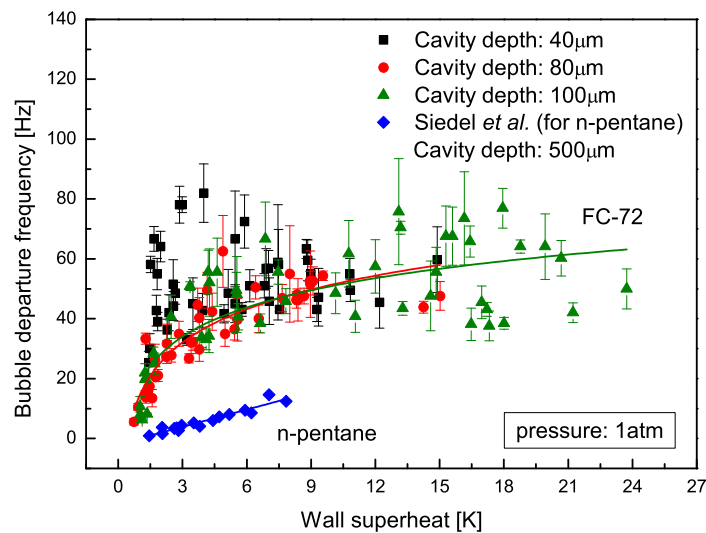 140
120
100
80
60
40
20
0
Bubble departure frequency [Hz]
Cavity depth: 40μm
Cavity depth: 80μm
Cavity depth: 100μm
Siedel et al. (for n-pentane)
Cavity depth: 500μm
FC-72
n-pentane
pressure: 1atm
0 3 6 9 12 15 18 21 24 27
Wall superheat [K]